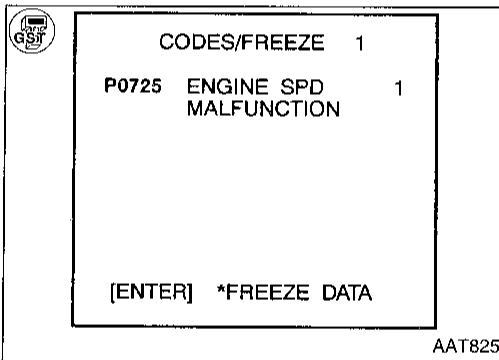 GST
CODES/FREEZE 1
P0725 ENGINE SPD 1
MALFUNCTION
[ENTER] *FREEZE DATA
AAT825